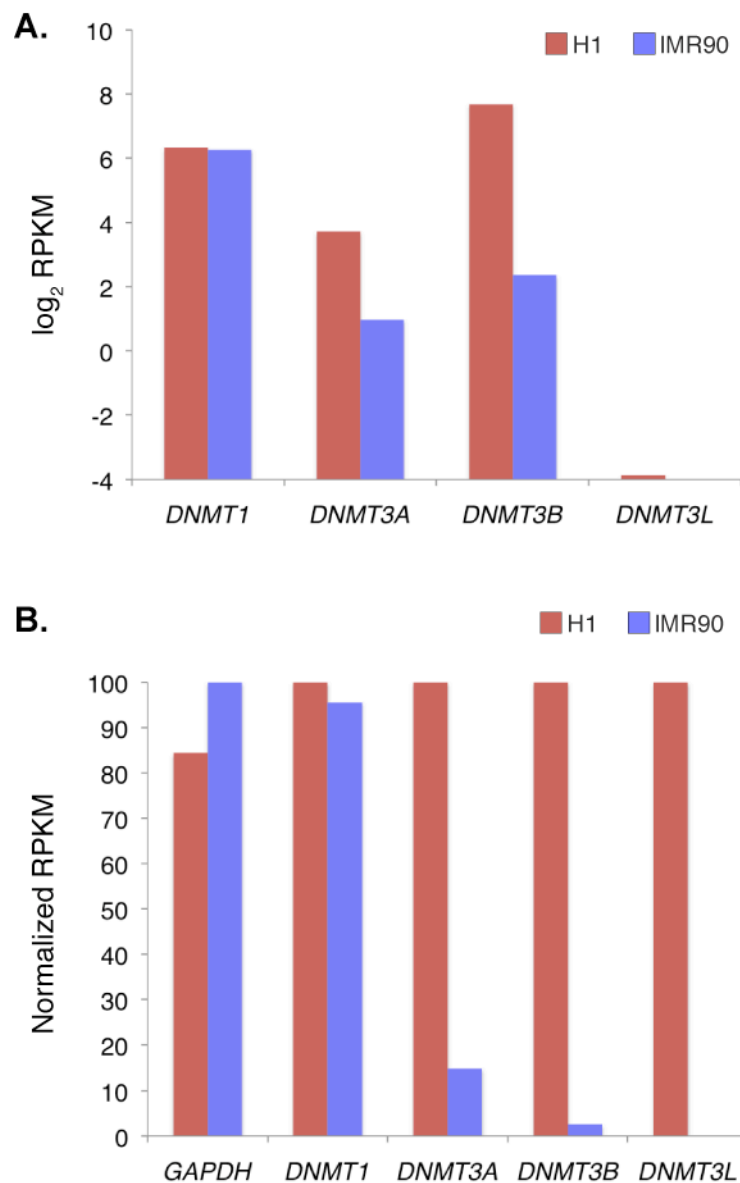 A.
H1 IMR90
10
8
6
4
2
0
-2
-4
log2 RPKM
DNMT1 DNMT3A DNMT3B DNMT3L
B.
H1 IMR90
100
90
80
70
60
50
40
30
20
10
0
Normalized RPKM
GAPDH DNMT1 DNMT3A DNMT3B DNMT3L